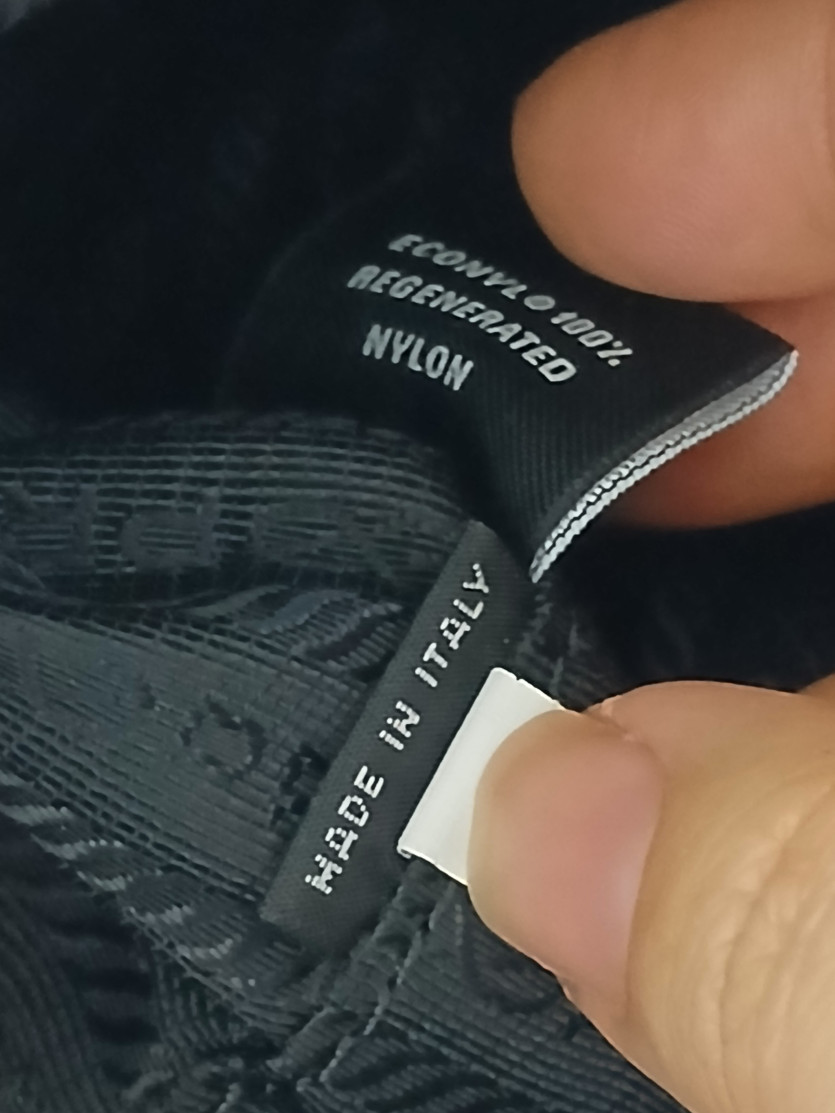 ECONYL® 100%
REGENERATED
NYLON
MADE IN ITALY